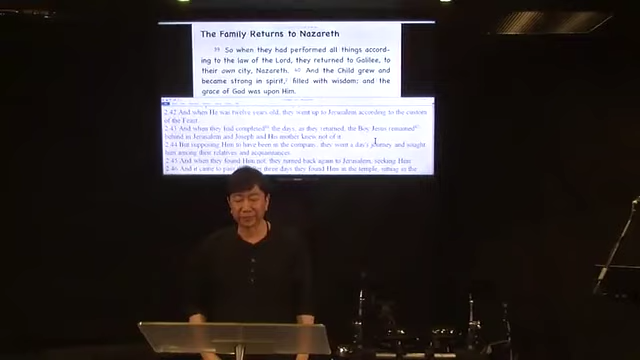 The Family Returns to Nazareth
39 So when they had performed all things accord-
ing to the law of the Lord, they returned to Galilee, to
their own city, Nazareth. 40 And the Child grew and
became strong in spirit, filled with wisdom; and the
grace of God was upon Him.
2:42 And when He was twelve years old, they went up to Jerusalem according to the custom
of the Feast.
2:43 And when they had completed the days, as they returned, the Boy Jesus remained
behind in Jerusalem and Joseph and His mother knew not of it
2:44 But supposing Him to have been in the company, they went a day's journey and sought
Him among their relatives and acquaintances.
2:45 And when they found Him not, they turned back again to Jerusalem, seeking Him
2:46 And it came to pass three days they found Him in the temple, sitting in the